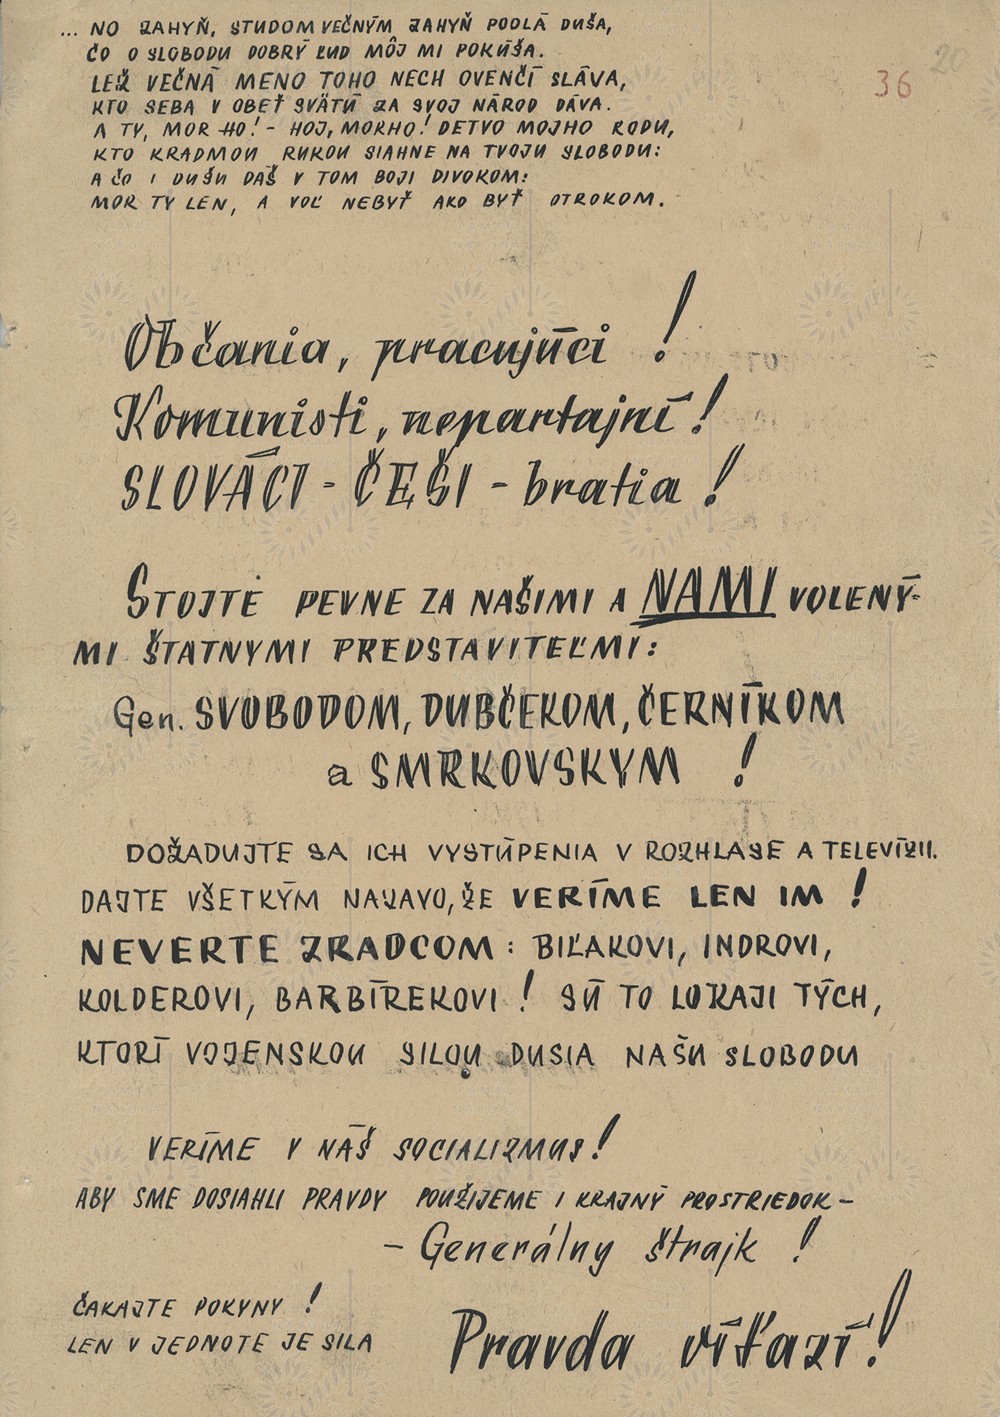 ... NO ZAHYŇ, STUDOM VEČNÝM ZAHYŇ PODLÁ DUŠA,
ČO O SLOBODU DOBRÝ ĽUD MÔJ MI POKÚŠA.
LEŽ VEČNÁ MENO TOHO NECH OVENČÍ SLÁVA,
KTO SEBA V OBEŤ SVÄTÚ ZA SVOJ NÁROD DÁVA.
A TY, MOR HO! - HOJ, MORHO! DETVO MOJHO RODU,
KTO KRADMOU RUKOU SIAHNE NA TVOJU SLOBODU:
A ČO I DUŠU DÁŠ V TOM BOJI DIVOKOM:
MOR TY LEN, A VOĽ NEBYŤ AKO BYŤ OTROKOM.
36
20
Občania, pracujúci !
Komunisti, nepartajní !
SLOVÁCI - ČEŠI - bratia !
STOJTE PEVNE ZA NAŠIMI A NAMI VOLENÝ-
MI ŠTATNYMI PREDSTAVITEĽMI:
Gen. SVOBODOM, DUBČEKOM, ČERNÍKOM
a SMRKOVSKYM !
DOŽADUJTE SA ICH VYSTÚPENIA V ROZHLASE A TELEVÍZII.
DAJTE VŠETKÝM NAJAVO, ŽE VERÍME LEN IM !
NEVERTE ZRADCOM : BIĽAKOVI, INDROVI,
KOLDEROVI, BARBÍREKOVI ! SÚ TO LOKAJI TÝCH,
KTORÍ VOJENSKOU SILOU DUSIA NAŠU SLOBODU
VERÍME V NÁŠ SOCIALIZMUS !
ABY SME DOSIAHLI PRAVDY POUŽIJEME I KRAJNÝ PROSTRIEDOK -
- Generálny štrajk !
ČAKAJTE POKYNY !
LEN V JEDNOTE JE SILA
Pravda víťazí !